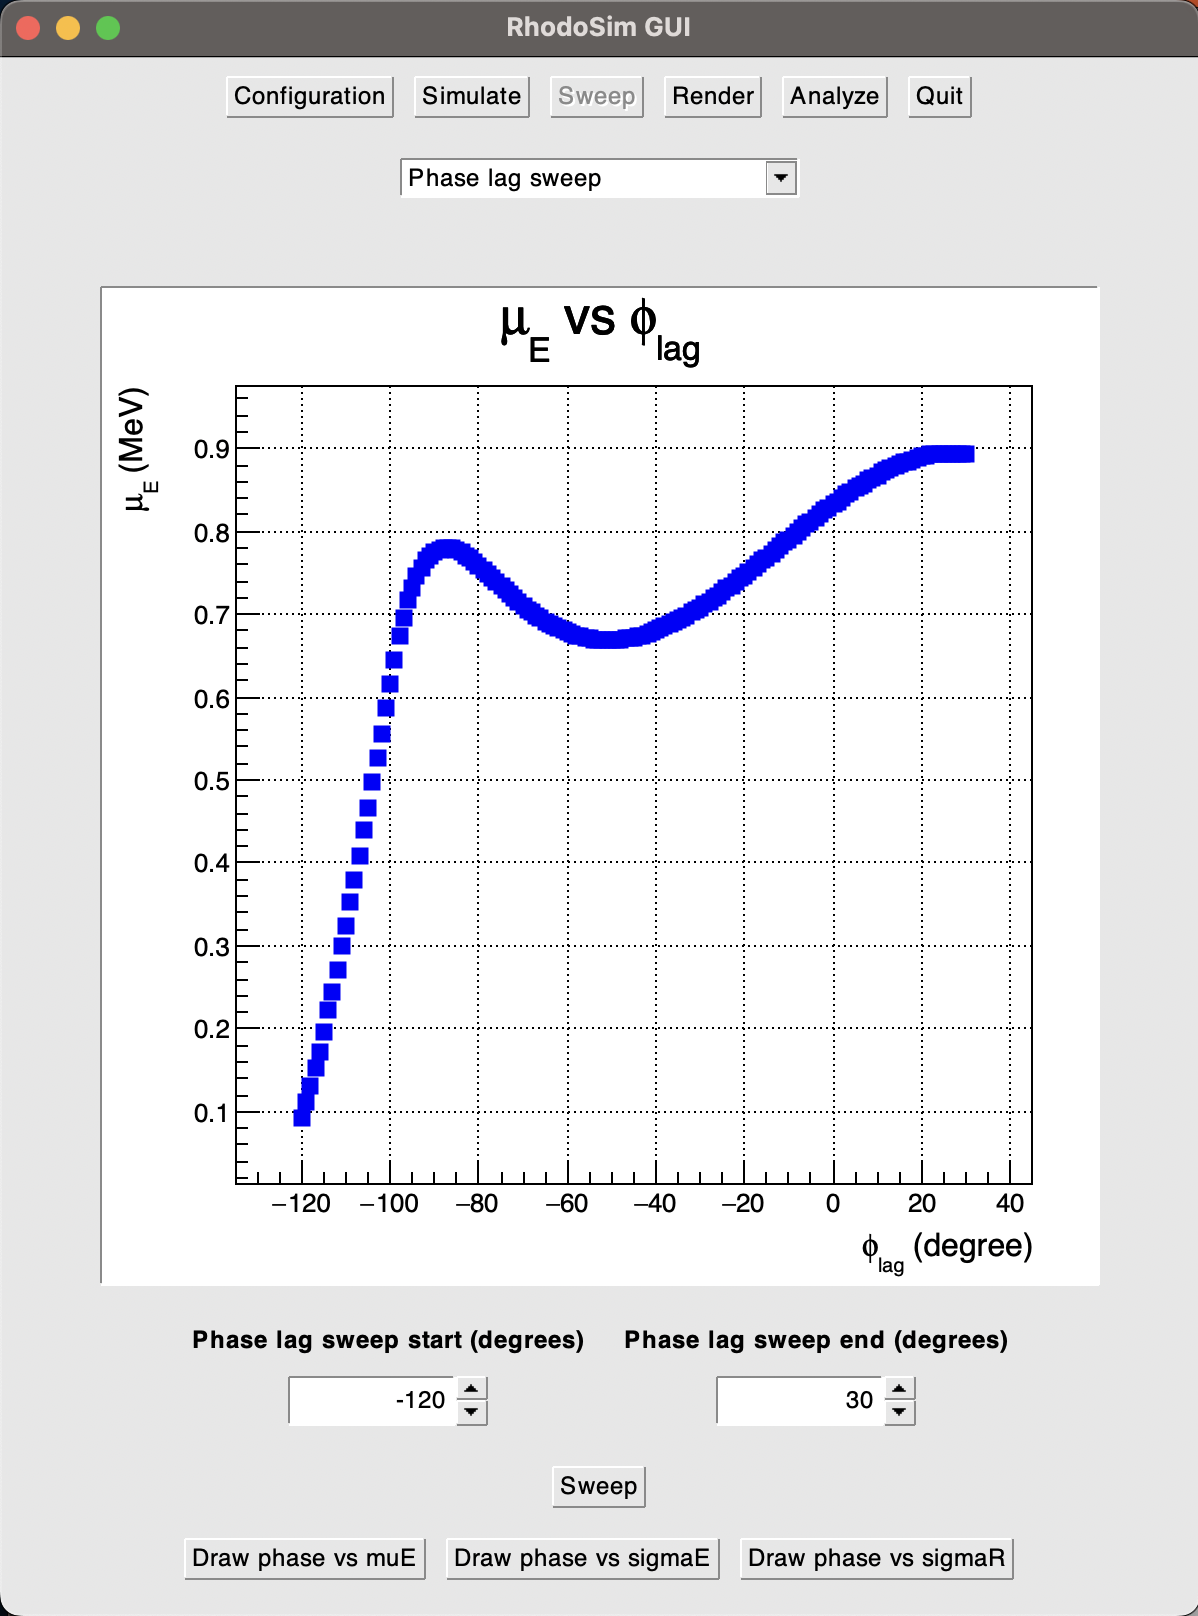 RhodoSim GUI
Configuration Simulate Sweep Render Analyze Quit
Phase lag sweep
μE vs ϕlag
μE (MeV)
0.9
0.8
0.7
0.6
0.5
0.4
0.3
0.2
0.1
−120 −100 −80 −60 −40 −20 0 20 40
ϕlag (degree)
Phase lag sweep start (degrees) Phase lag sweep end (degrees)
-120 30
Sweep
Draw phase vs muE Draw phase vs sigmaE Draw phase vs sigmaR